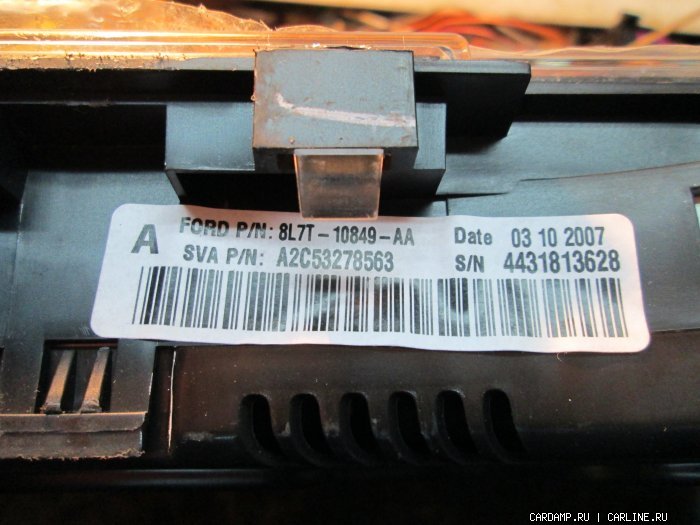 A
FORD P/N: 8L7T-10849-AA Date 03 10 2007
SVA P/N: A2C53278563 S/N 4431813628
CARDAMP.RU | CARLINE.RU